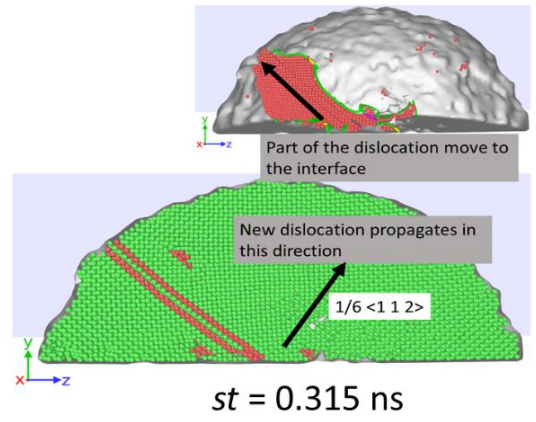 y
x
z
Part of the dislocation move to
the interface
New dislocation propagates in
this direction
1/6 <1 1 2>
y
x
z
st = 0.315 ns